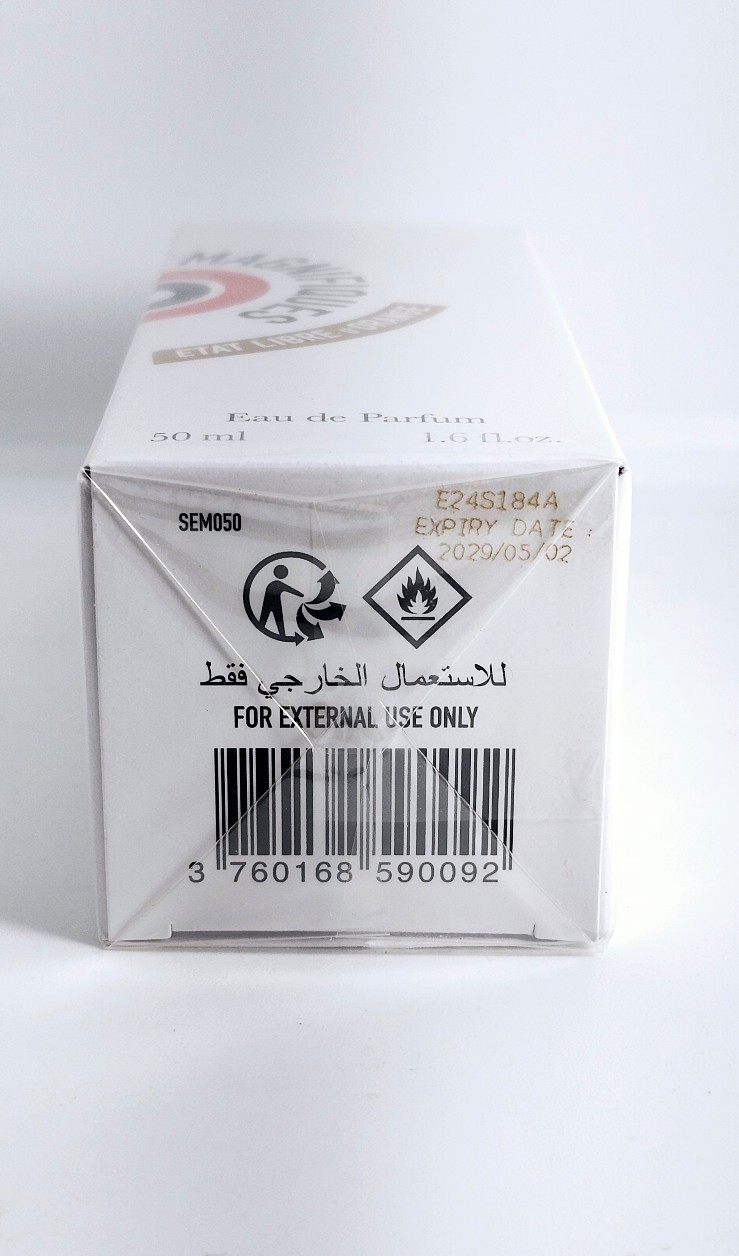 MAGNIFIQUES
ETAT LIBRE D'ORANGE
Eau de Parfum
50 ml 1.6 fl.oz.
SEM050
E24S184A
EXPIRY DATE :
2029/05/02
للاستعمال الخارجي فقط
FOR EXTERNAL USE ONLY
3 760168 590092